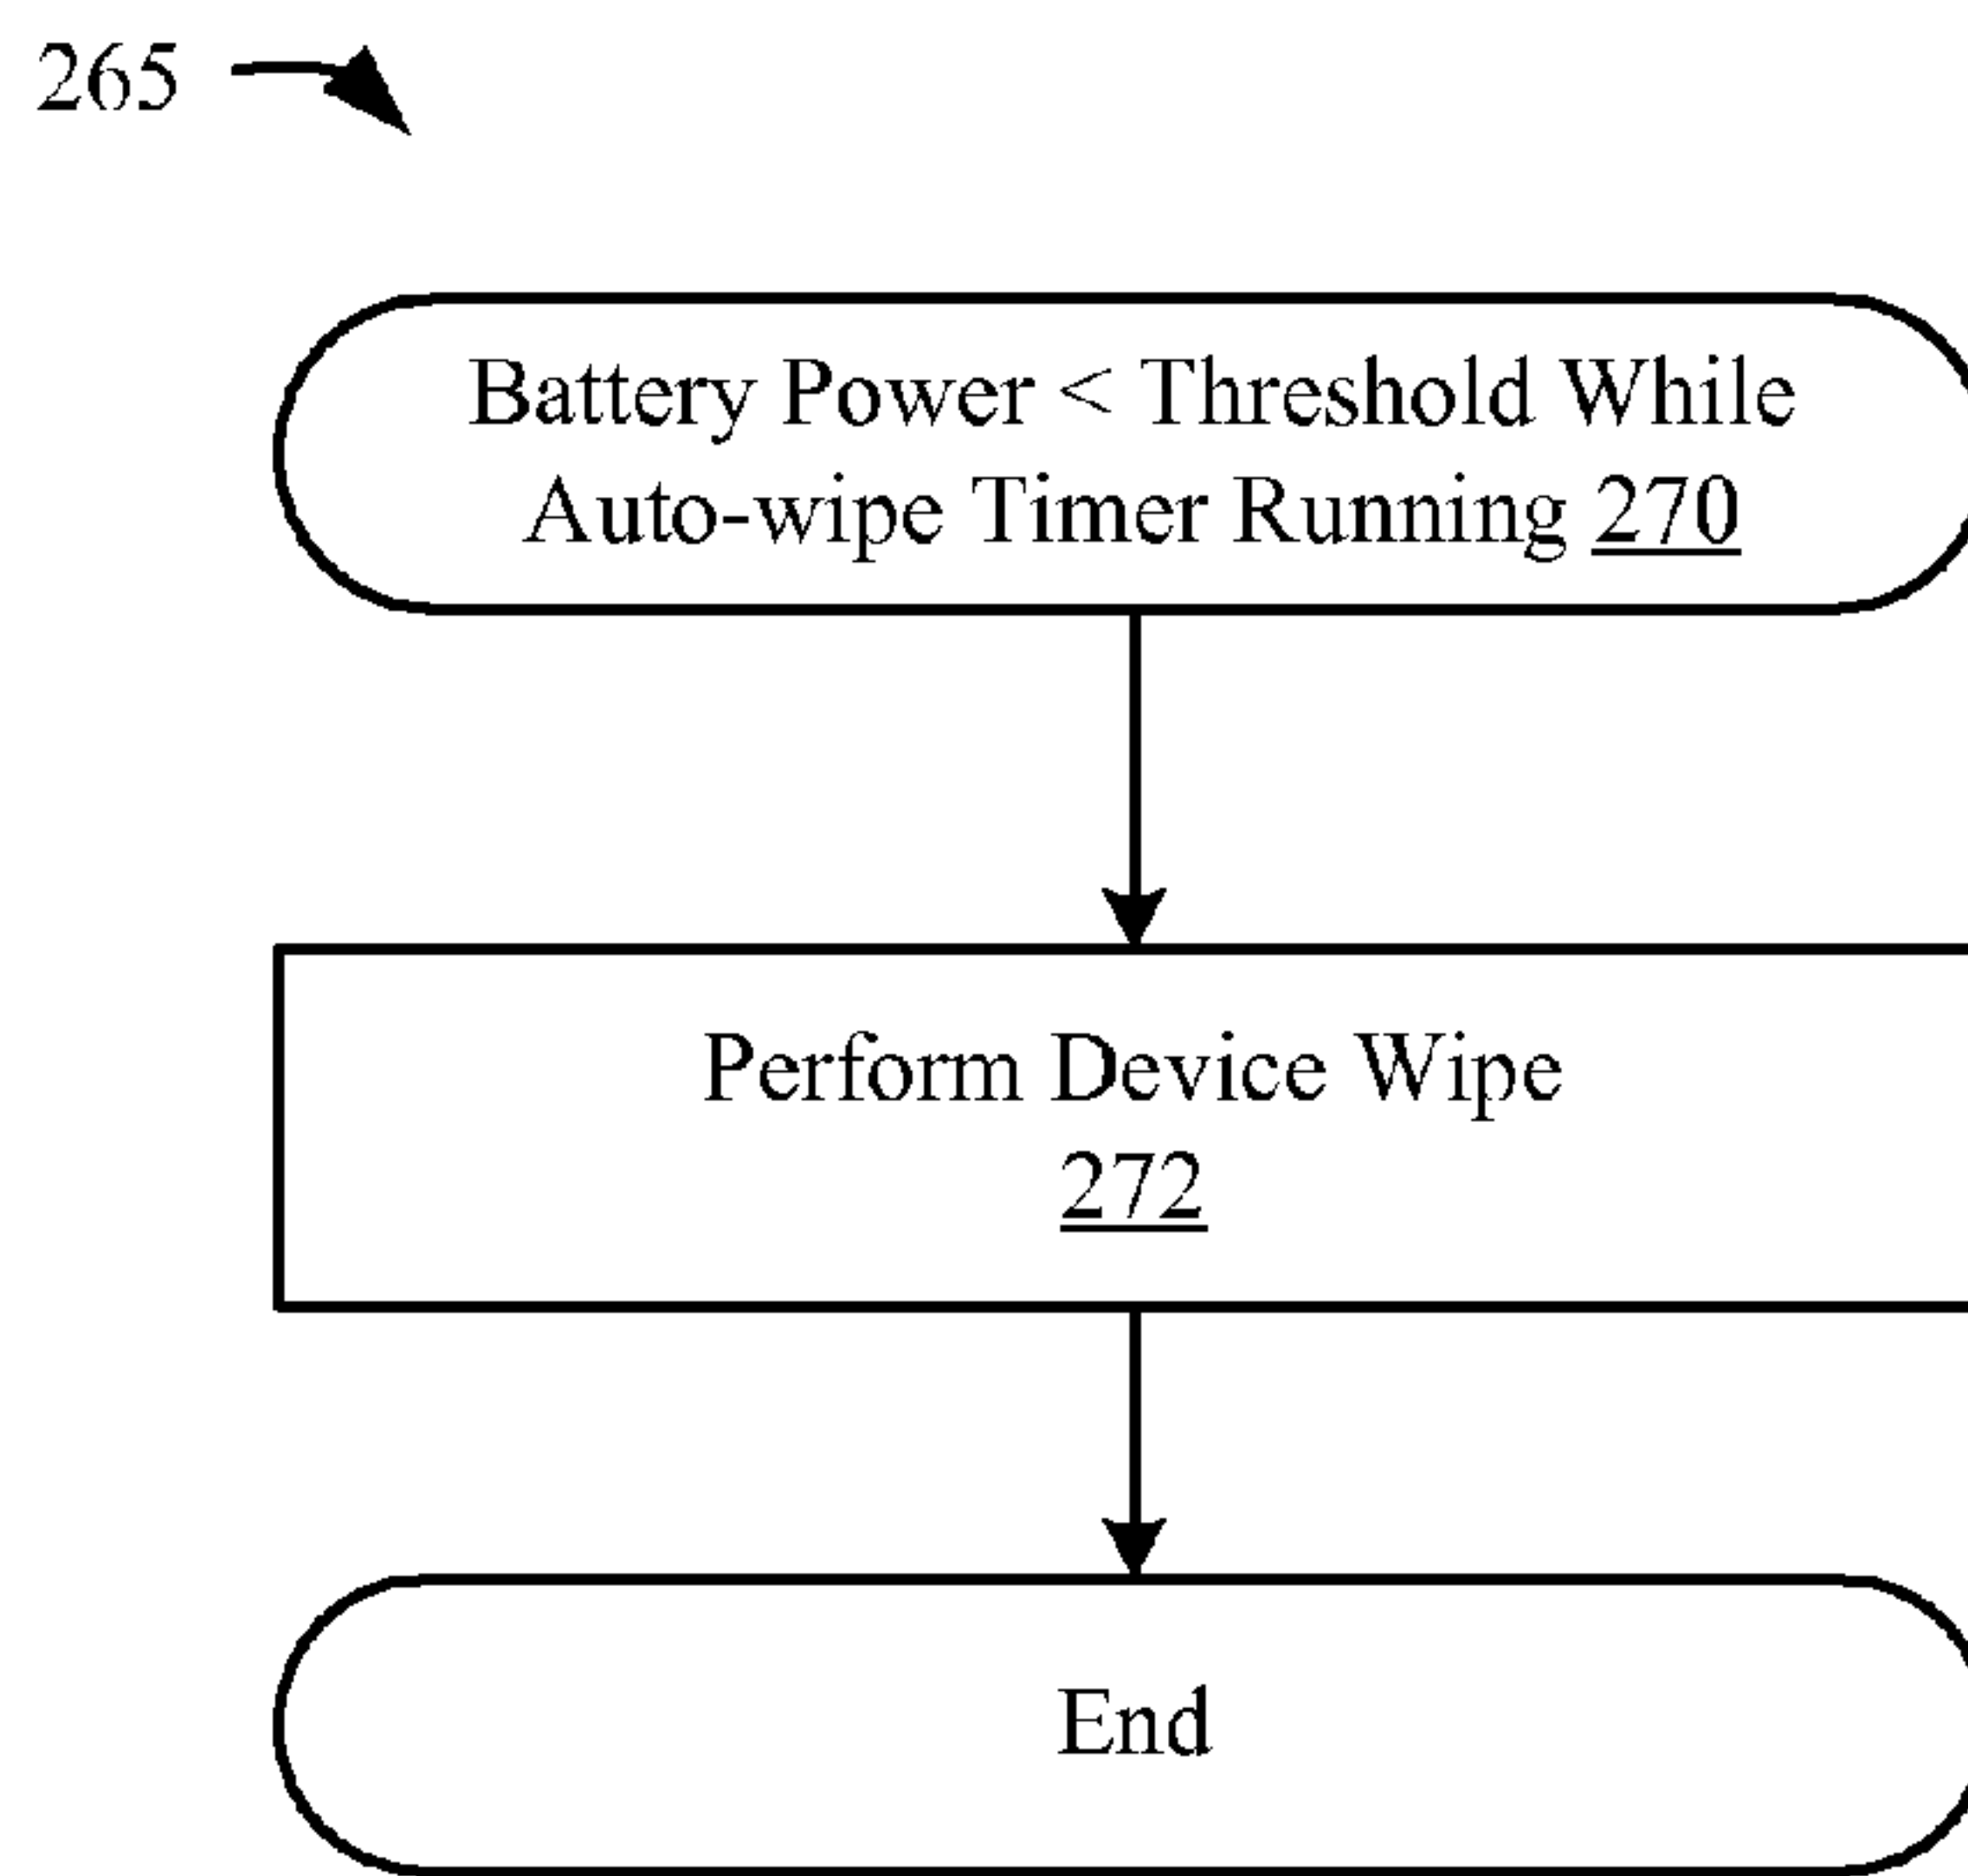 265
Battery Power < Threshold While
Auto-wipe Timer Running 270
Perform Device Wipe
272
End